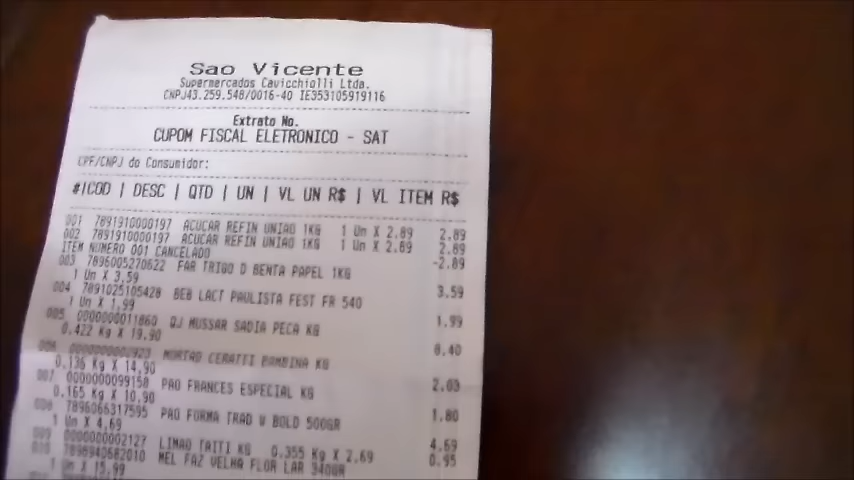 Sao Vicente
Supermercados Cavicchiolli Ltda.
CNPJ43.259.548/0016-40 IE353105919116
Extrato No.
CUPOM FISCAL ELETRONICO - SAT
CPF/CNPJ do Consumidor:
#|COD | DESC | QTD | UN | VL UN R$ | VL ITEM R$
001 7891910000197 ACUCAR REFIN UNIAO 1KG 1 Un X 2.89 2.89
002 7891910000197 ACUCAR REFIN UNIAO 1KG 1 Un X 2.89 2.89
ITEM NUMERO 001 CANCELADO -2.89
003 7896005270622 FAR TRIGO D BENTA PAPEL 1KG
1 Un X 3.59 3.59
004 7891025105428 BEB LACT PAULISTA FEST FR 540
1 Un X 1.99 1.99
005 0000000011860 QJ MUSSAR SADIA PECA KG
0.422 Kg X 19.90 8.40
006 0000000002923 MORTAD CERATTI BAMBINA KG
0.136 Kg X 14.90 2.03
007 0000000099158 PAO FRANCES ESPECIAL KG
0.165 Kg X 10.90 1.80
008 7896066317595 PAO FORMA TRAD W BOLD 500GR
1 Un X 4.69 4.69
009 0000000002127 LIMAO TAITI KG 0.355 Kg X 2.69 0.95
010 7898940682010 MEL FAZ VELHA FLOR LAR 340GR
1 Un X 15.99